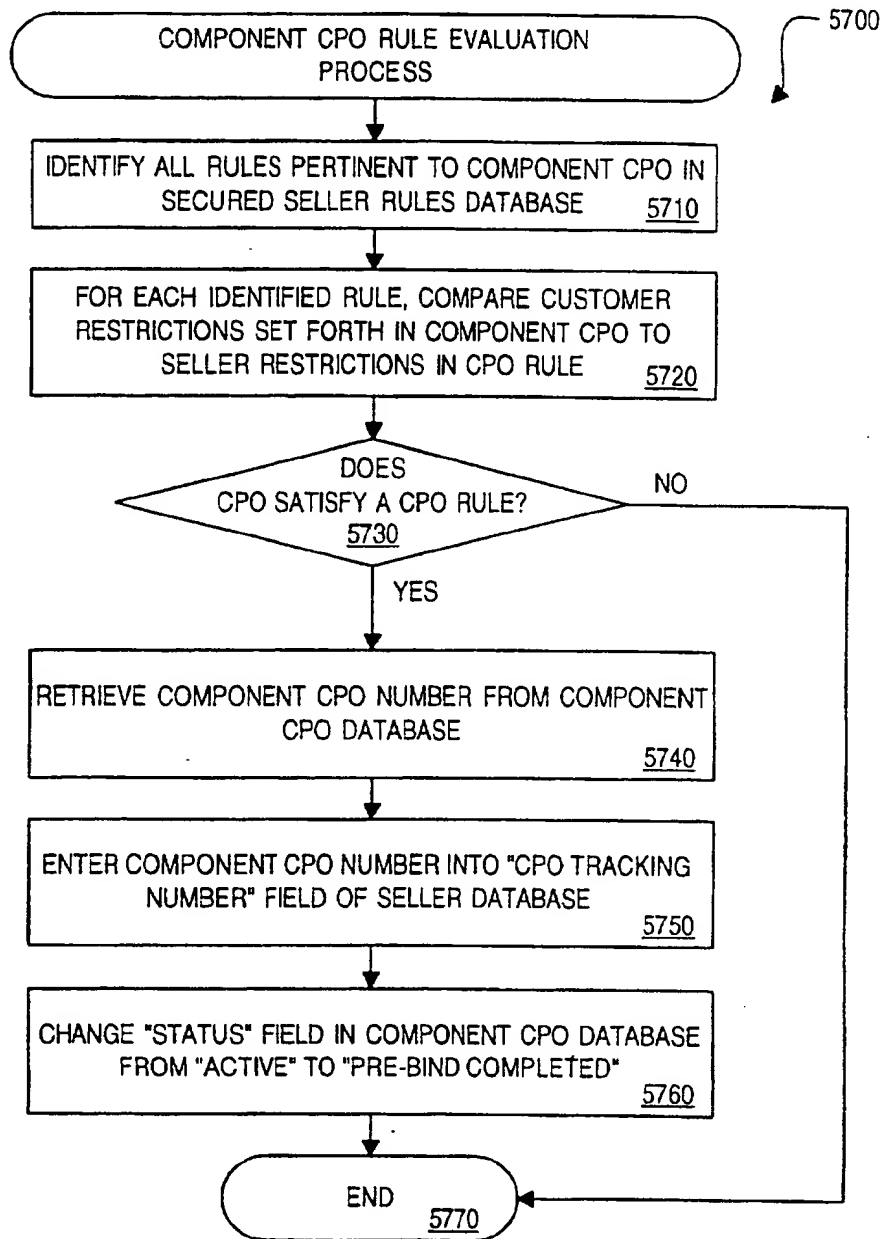 5700
COMPONENT CPO RULE EVALUATION
PROCESS
IDENTIFY ALL RULES PERTINENT TO COMPONENT CPO IN
SECURED SELLER RULES DATABASE 5710
FOR EACH IDENTIFIED RULE, COMPARE CUSTOMER
RESTRICTIONS SET FORTH IN COMPONENT CPO TO
SELLER RESTRICTIONS IN CPO RULE 5720
DOES
CPO SATISFY A CPO RULE?
5730
NO
YES
RETRIEVE COMPONENT CPO NUMBER FROM COMPONENT
CPO DATABASE
5740
ENTER COMPONENT CPO NUMBER INTO "CPO TRACKING
NUMBER" FIELD OF SELLER DATABASE
5750
CHANGE "STATUS" FIELD IN COMPONENT CPO DATABASE
FROM "ACTIVE" TO "PRE-BIND COMPLETED"
5760
END
5770